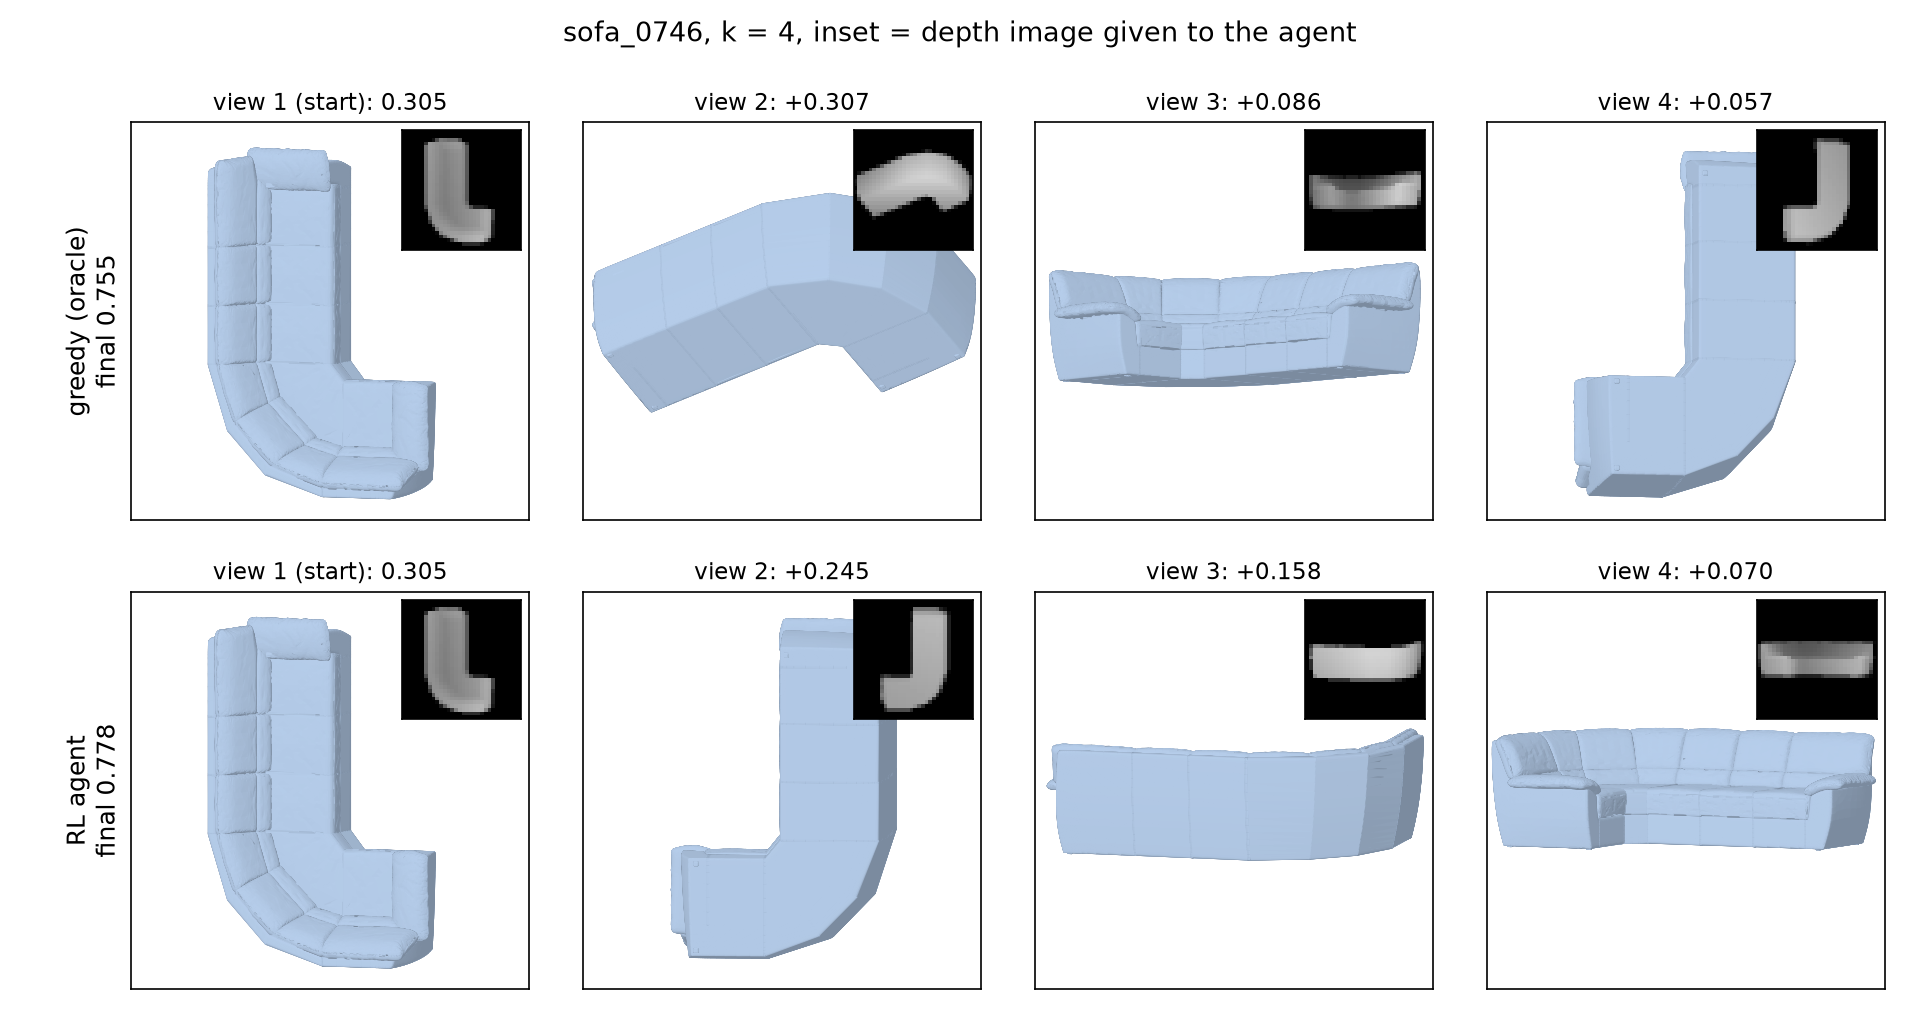 sofa_0746, k = 4, inset = depth image given to the agent
greedy (oracle)
final 0.755
view 1 (start): 0.305
view 2: +0.307
view 3: +0.086
view 4: +0.057
RL agent
final 0.778
view 1 (start): 0.305
view 2: +0.245
view 3: +0.158
view 4: +0.070